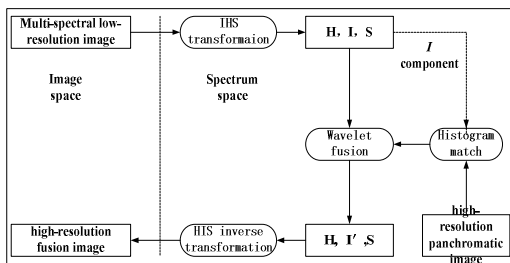 Multi-spectral low-
resolution image
IHS
transformaion
H, I, S
I
component
Image
space
Spectrum
space
Wavelet
fusion
Histogram
match
high-resolution
fusion image
HIS inverse
transformation
H, I′ ,S
high-
resolution
panchromatic
image